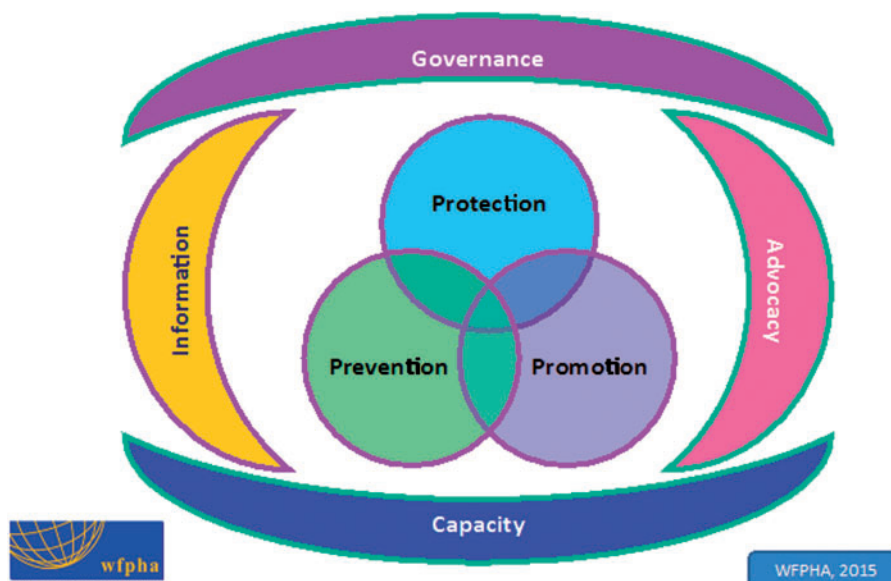 Governance
Protection
Information
Advocacy
Prevention
Promotion
Capacity
wfpha
WFPHA, 2015